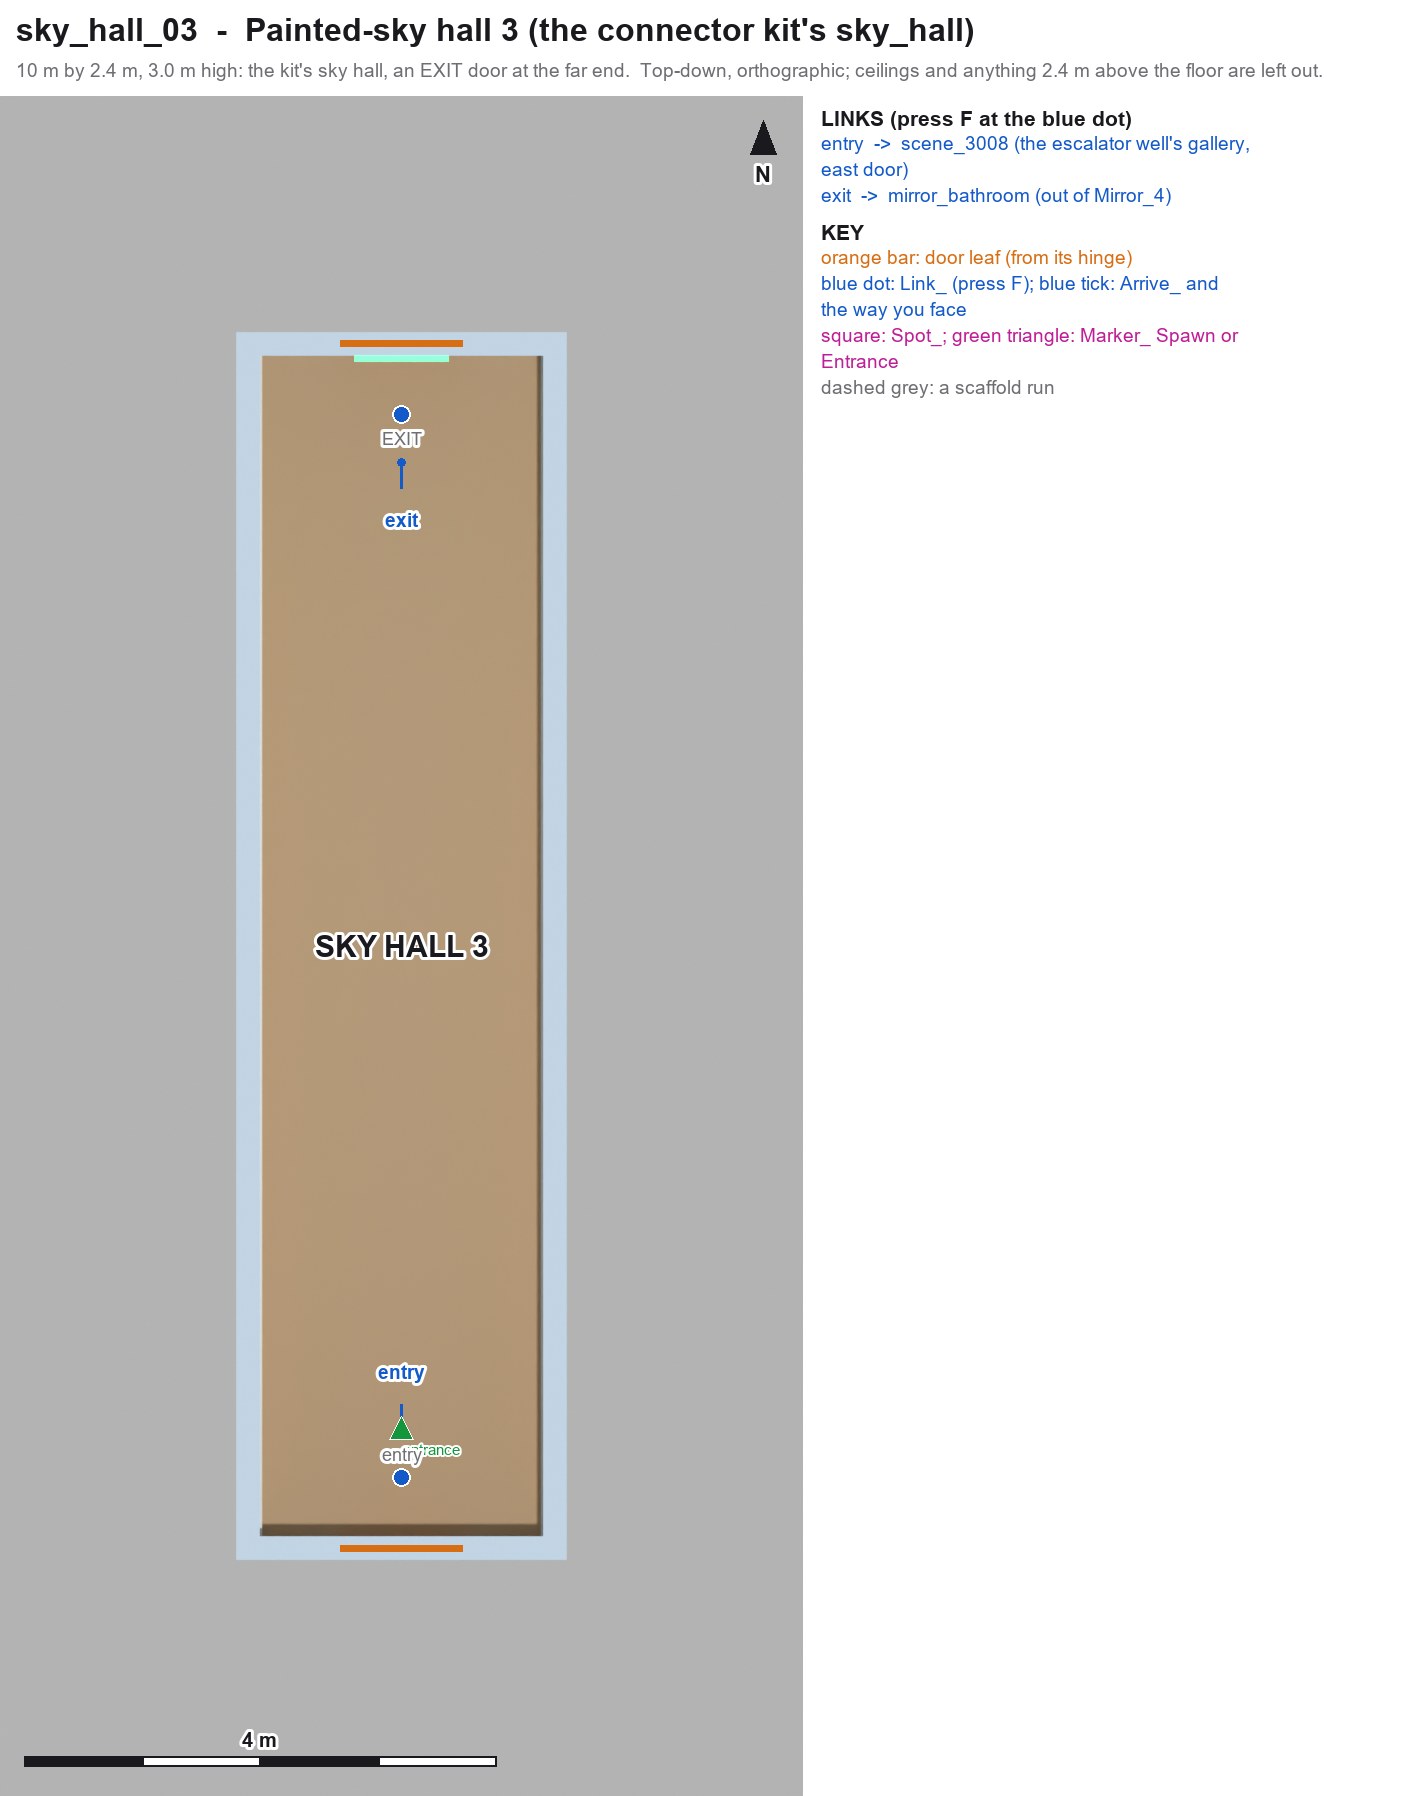 sky_hall_03 - Painted-sky hall 3 (the connector kit's sky_hall)
10 m by 2.4 m, 3.0 m high: the kit's sky hall, an EXIT door at the far end. Top-down, orthographic; ceilings and anything 2.4 m above the floor are left out.
N
LINKS (press F at the blue dot)
entry -> scene_3008 (the escalator well's gallery,
east door)
exit -> mirror_bathroom (out of Mirror_4)
KEY
orange bar: door leaf (from its hinge)
blue dot: Link_ (press F); blue tick: Arrive_ and
the way you face
square: Spot_; green triangle: Marker_ Spawn or
Entrance
dashed grey: a scaffold run
EXIT
exit
SKY HALL 3
entry
entry
4 m